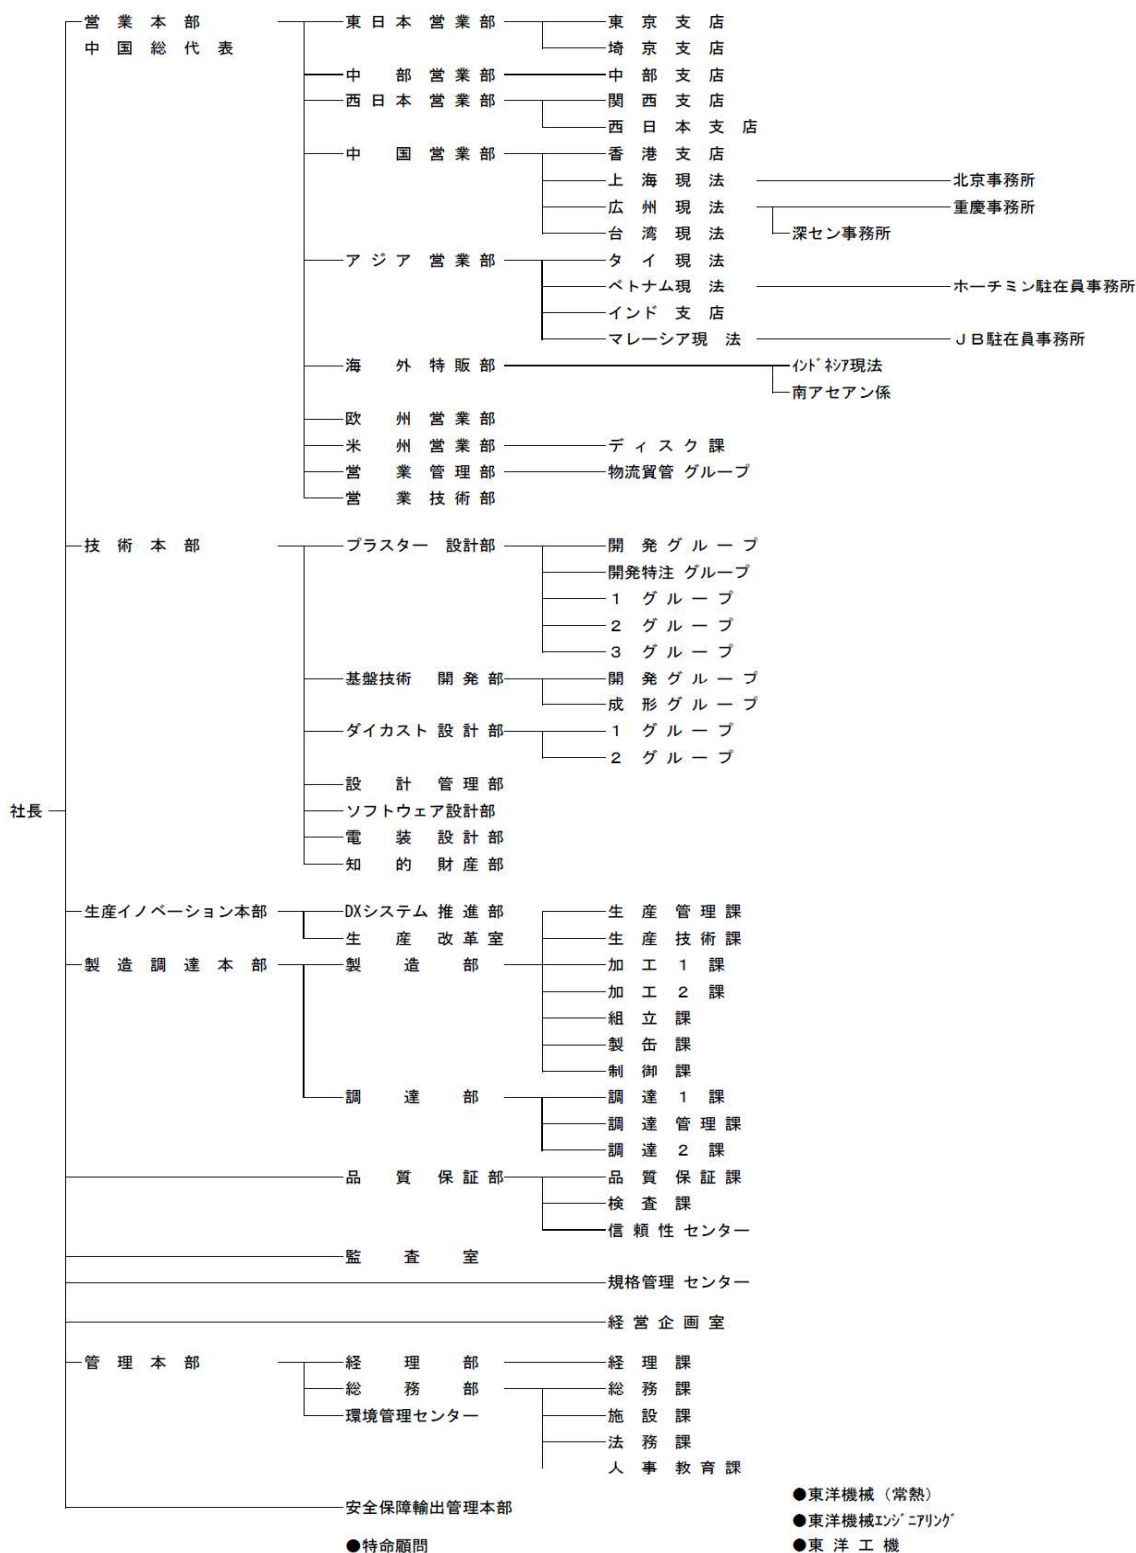 営業本部 東日本営業部 東京支店
中国総代表 埼京支店
中部営業部 中部支店
西日本営業部 関西支店
西日本支店
中国営業部 香港支店
上海現法 北京事務所
広州現法 重慶事務所
台湾現法 深セン事務所
アジア営業部 タイ現法
ベトナム現法 ホーチミン駐在員事務所
インド支店
マレーシア現法 JB駐在員事務所
海外特販部 インドネシア現法
南アセアン係
欧州営業部
米州営業部 ディスク課
営業管理部 物流貿管グループ
営業技術部
技術本部 プラスター設計部 開発グループ
開発特注グループ
1グループ
2グループ
3グループ
基盤技術開発部 開発グループ
成形グループ
ダイカスト設計部 1グループ
2グループ
設計管理部
社長 ソフトウェア設計部
電装設計部
知的財産部
生産イノベーション本部 DXシステム推進部 生産管理課
生産改革室 生産技術課
製造調達本部 製造部 加工1課
加工2課
組立課
製缶課
制御課
調達部 調達1課
調達管理課
調達2課
品質保証部 品質保証課
検査課
信頼性センター
監査室
規格管理センター
経営企画室
管理本部 経理部 経理課
総務部 総務課
環境管理センター 施設課
法務課
人事教育課
●東洋機械(常熱)
安全保障輸出管理本部
●東洋機械エンジニアリング
●特命顧問 ●東洋工機